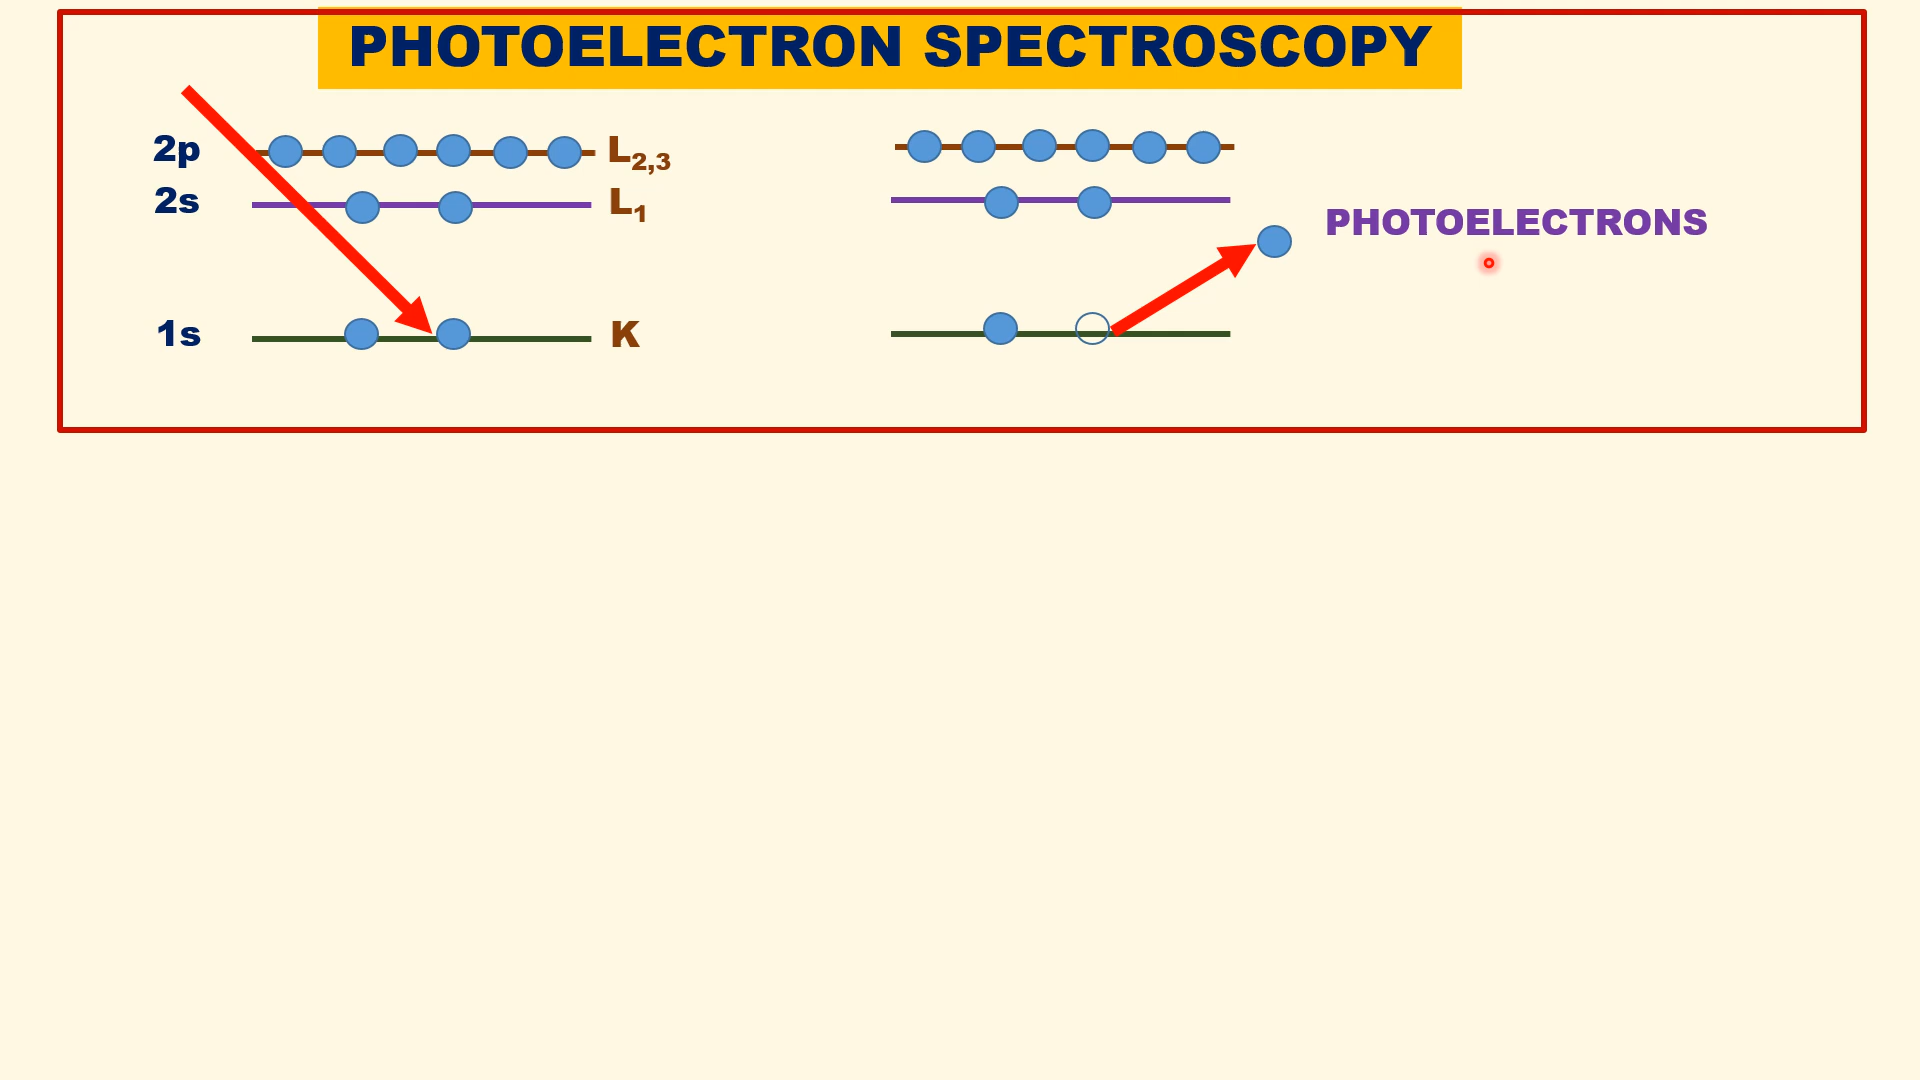 PHOTOELECTRON SPECTROSCOPY
2p L2,3
2s L1
PHOTOELECTRONS
1s K